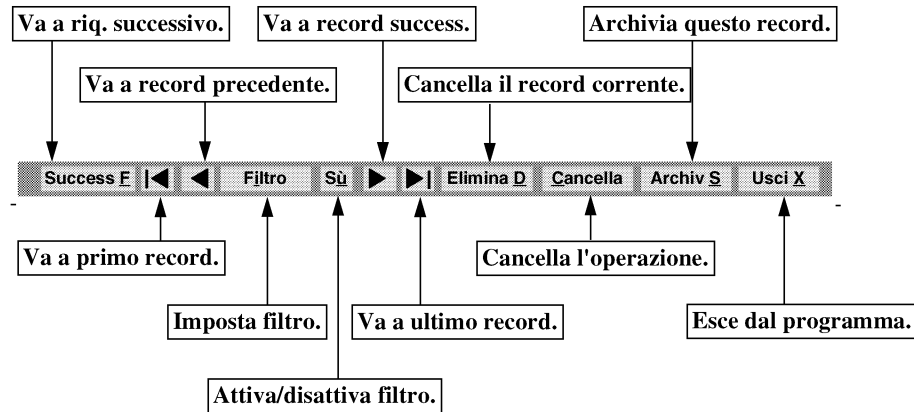 Va a riq. successivo.
Va a record success.
Archivia questo record.
Va a record precedente.
Cancella il record corrente.
Success F
Filtro
Sù
Elimina D
Cancella
Archiv S
Usci X
Va a primo record.
Cancella l'operazione.
Imposta filtro.
Va a ultimo record.
Esce dal programma.
Attiva/disattiva filtro.